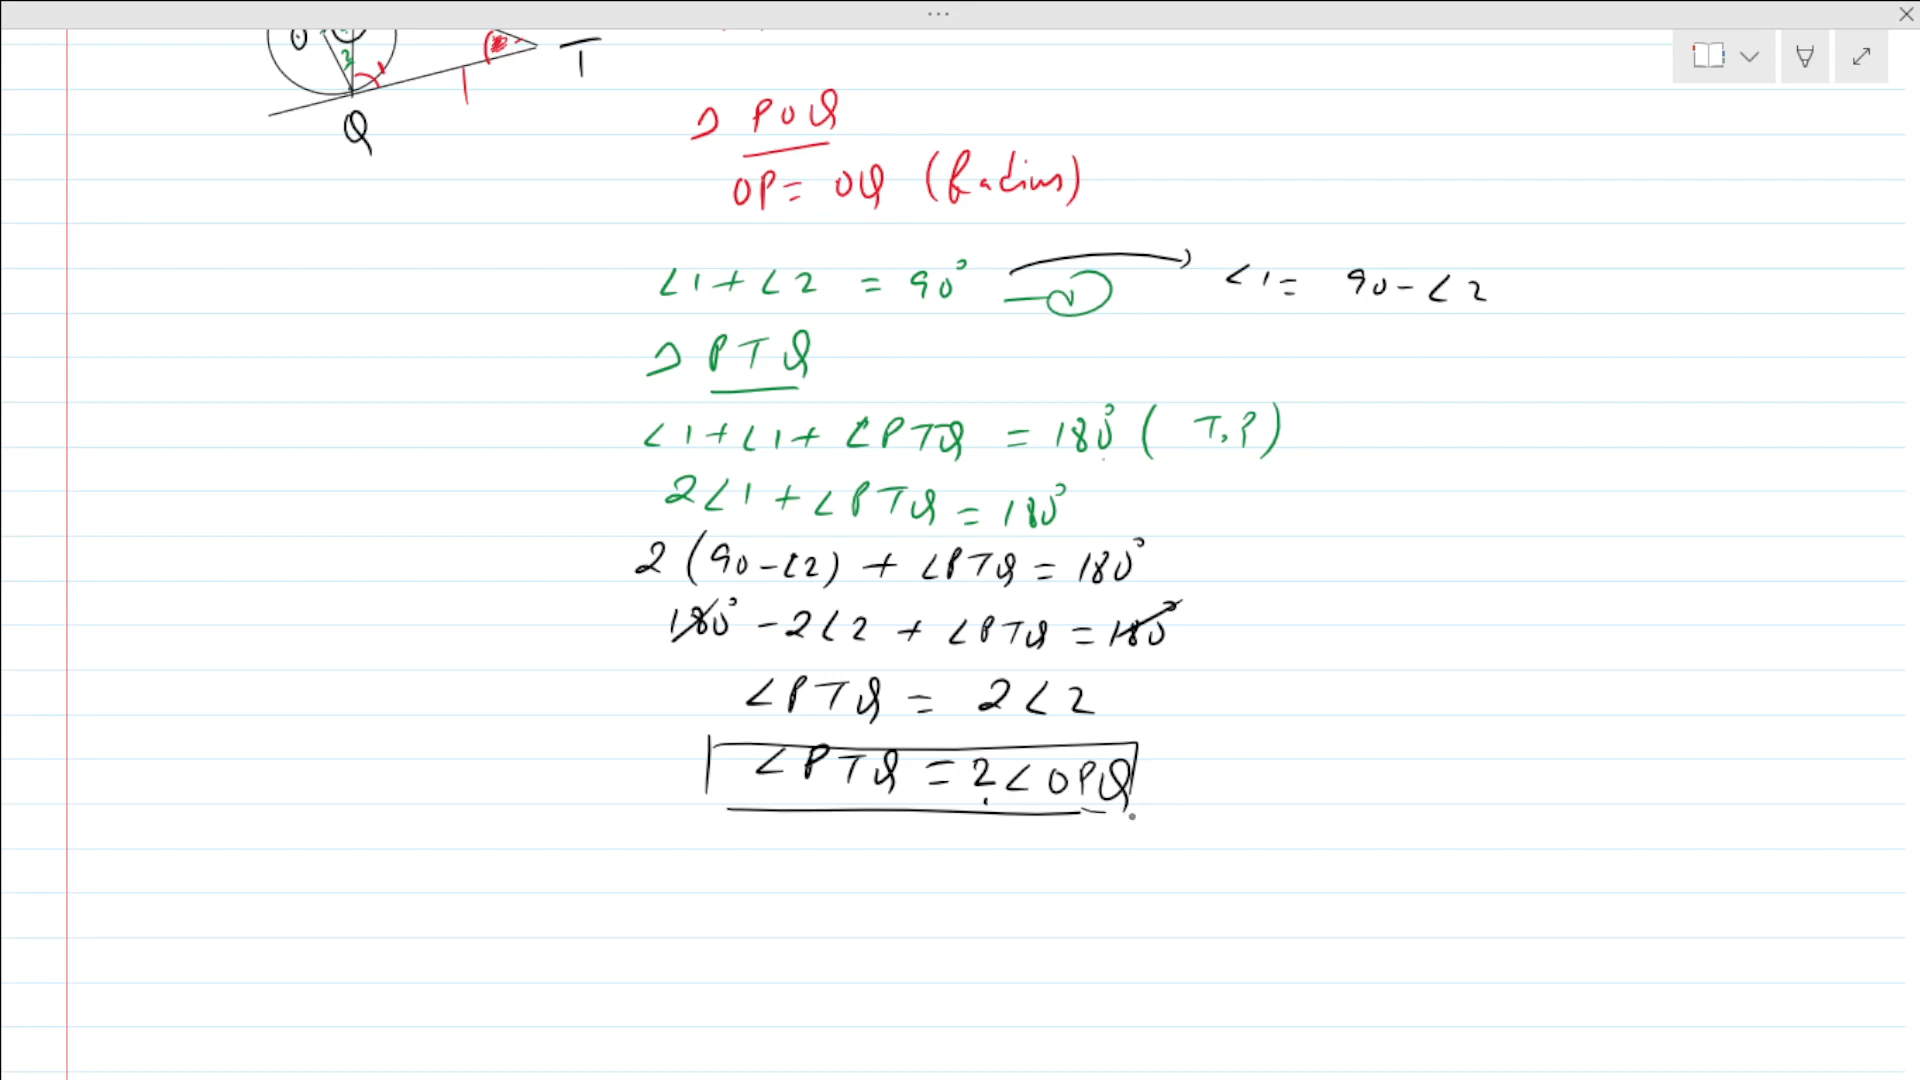 O 2 1
T
Q
⊃ POQ
OP = OQ (Radius)
∠1 + ∠2 = 90° ∠1 = 90 - ∠2
⊃ PTQ
∠1 + ∠1 + ∠PTQ = 180° ( T.P)
2∠1 + ∠PTQ = 180°
2 (90 - ∠2) + ∠PTQ = 180°
180° - 2∠2 + ∠PTQ = 180°
∠PTQ = 2∠2
∠PTQ = 2∠OPQ